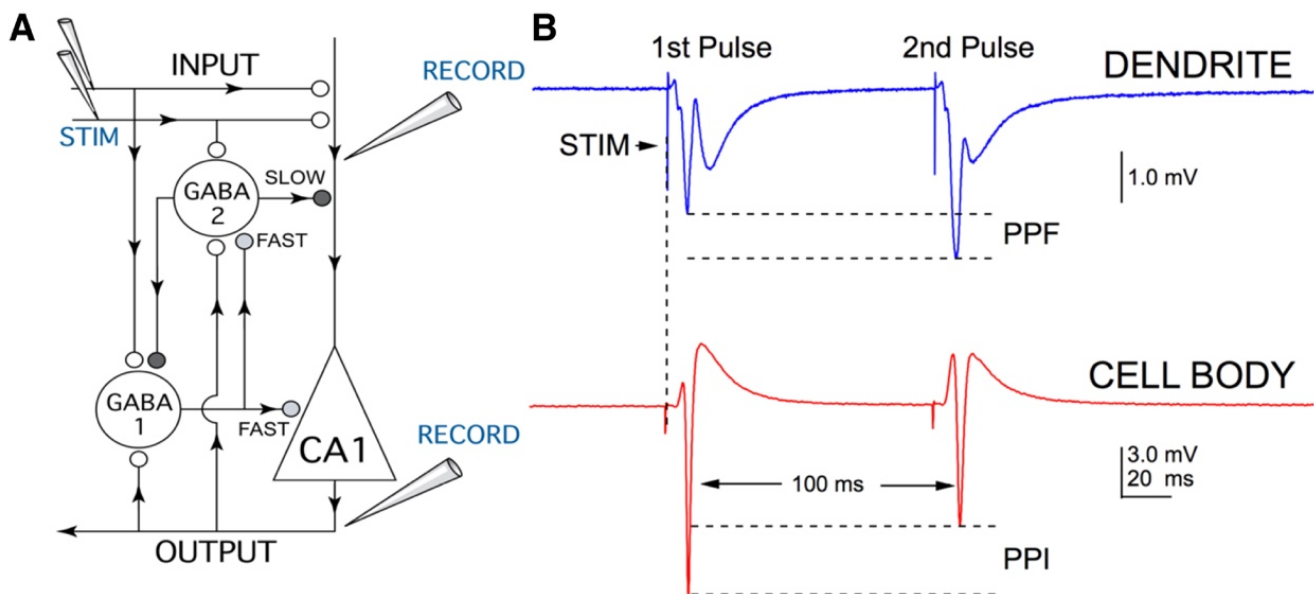 A
INPUT
RECORD
STIM
GABA
2
SLOW
FAST
GABA
1
FAST
CA1
RECORD
OUTPUT
B
1st Pulse
2nd Pulse
DENDRITE
STIM
1.0 mV
PPF
CELL BODY
3.0 mV
20 ms
100 ms
PPI